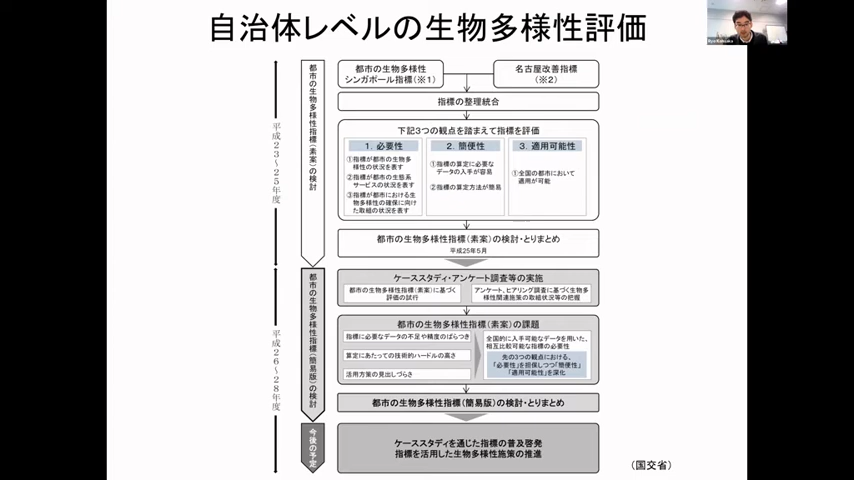 自治体レベルの生物多様性評価
平成23~25年度
都市の生物多様性指標(素案)の検討
都市の生物多様性
シンガポール指標(※1)
名古屋改善指標
(※2)
指標の整理統合
下記3つの観点を踏まえて指標を評価
1.必要性
①指標が都市の生物多
様性の状況を表す
②指標が都市の生態系
サービスの状況を表す
③指標が都市における生
物多様性の確保に向け
た取組の状況を表す
2.簡便性
①指標の算定に必要な
データの入手が容易
②指標の算定方法が簡易
3.適用可能性
①全国の都市において
適用が可能
都市の生物多様性指標(素案)の検討・とりまとめ
平成25年5月
平成26~28年度
都市の生物多様性指標(簡易版)の検討
ケーススタディ・アンケート調査等の実施
都市の生物多様性指標(素案)に基づく
評価の試行
アンケート、ヒアリング調査に基づく生物多
様性関連施策の取組状況等の把握
都市の生物多様性指標(素案)の課題
指標に必要なデータの不足や精度のばらつき
算定にあたっての技術的ハードルの高さ
活用方策の見出しづらさ
全国的に入手可能なデータを用いた、
相互比較可能な指標の必要性
先の3つの観点における、
「必要性」を担保しつつ「簡便性」
「適用可能性」を深化
都市の生物多様性指標(簡易版)の検討・とりまとめ
今後の予定
ケーススタディを通じた指標の普及啓発
指標を活用した生物多様性施策の推進
(国交省)